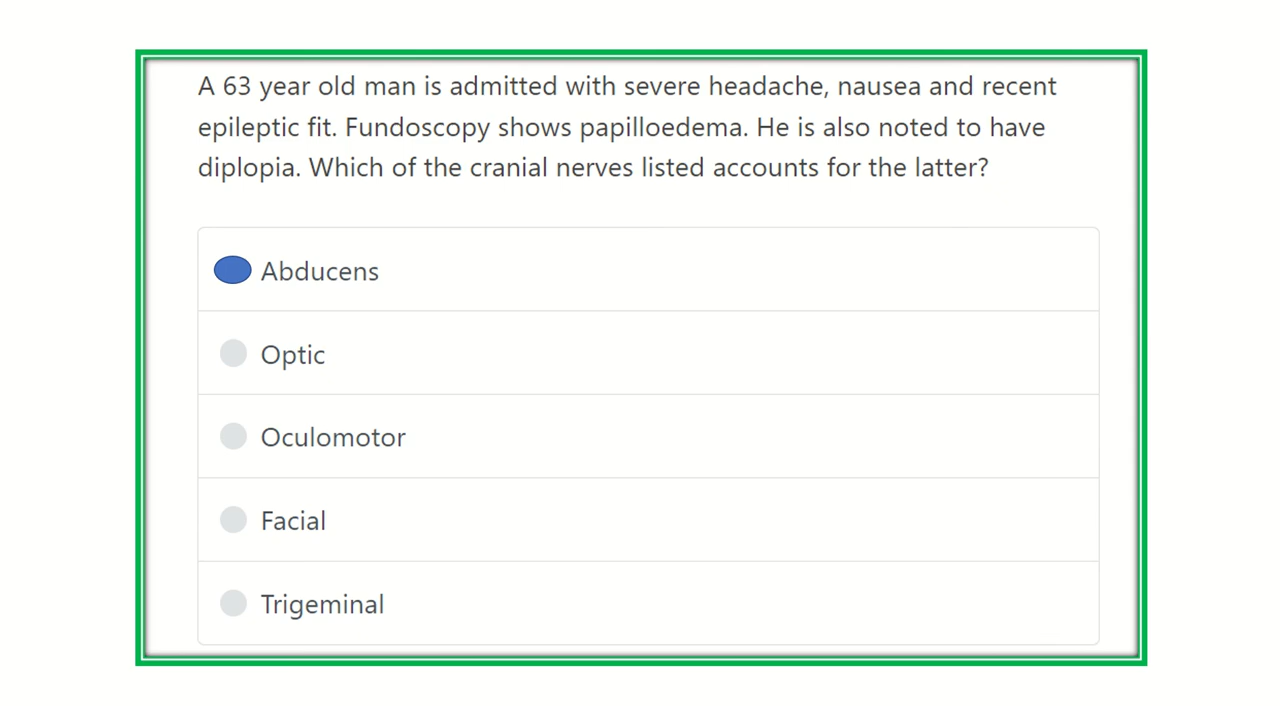 A 63 year old man is admitted with severe headache, nausea and recent
epileptic fit. Fundoscopy shows papilloedema. He is also noted to have
diplopia. Which of the cranial nerves listed accounts for the latter?
Abducens
Optic
Oculomotor
Facial
Trigeminal